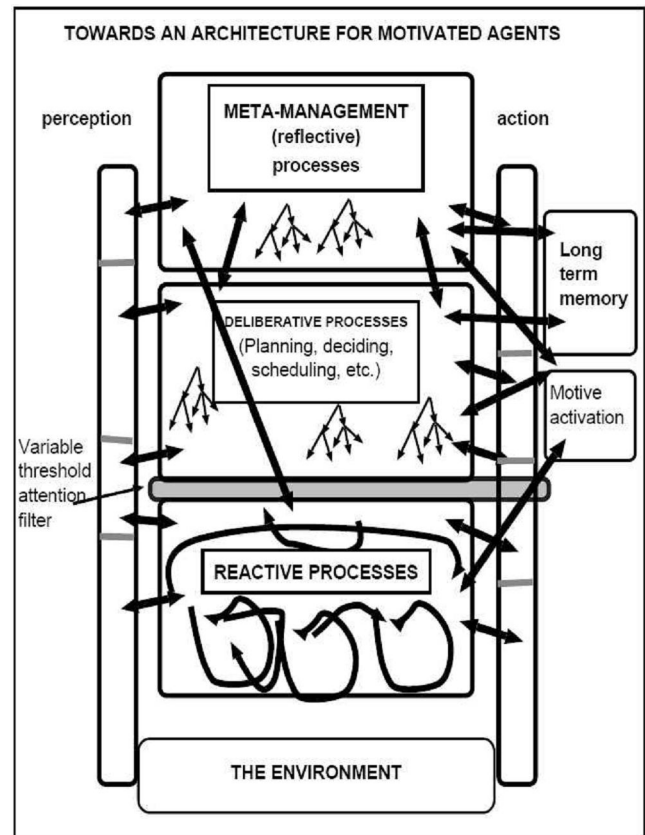 TOWARDS AN ARCHITECTURE FOR MOTIVATED AGENTS
perception
META-MANAGEMENT
(reflective)
processes
action
Long
term
memory
DELIBERATIVE PROCESSES
(Planning, deciding,
scheduling, etc.)
Motive
activation
Variable
threshold
attention
filter
REACTIVE PROCESSES
THE ENVIRONMENT